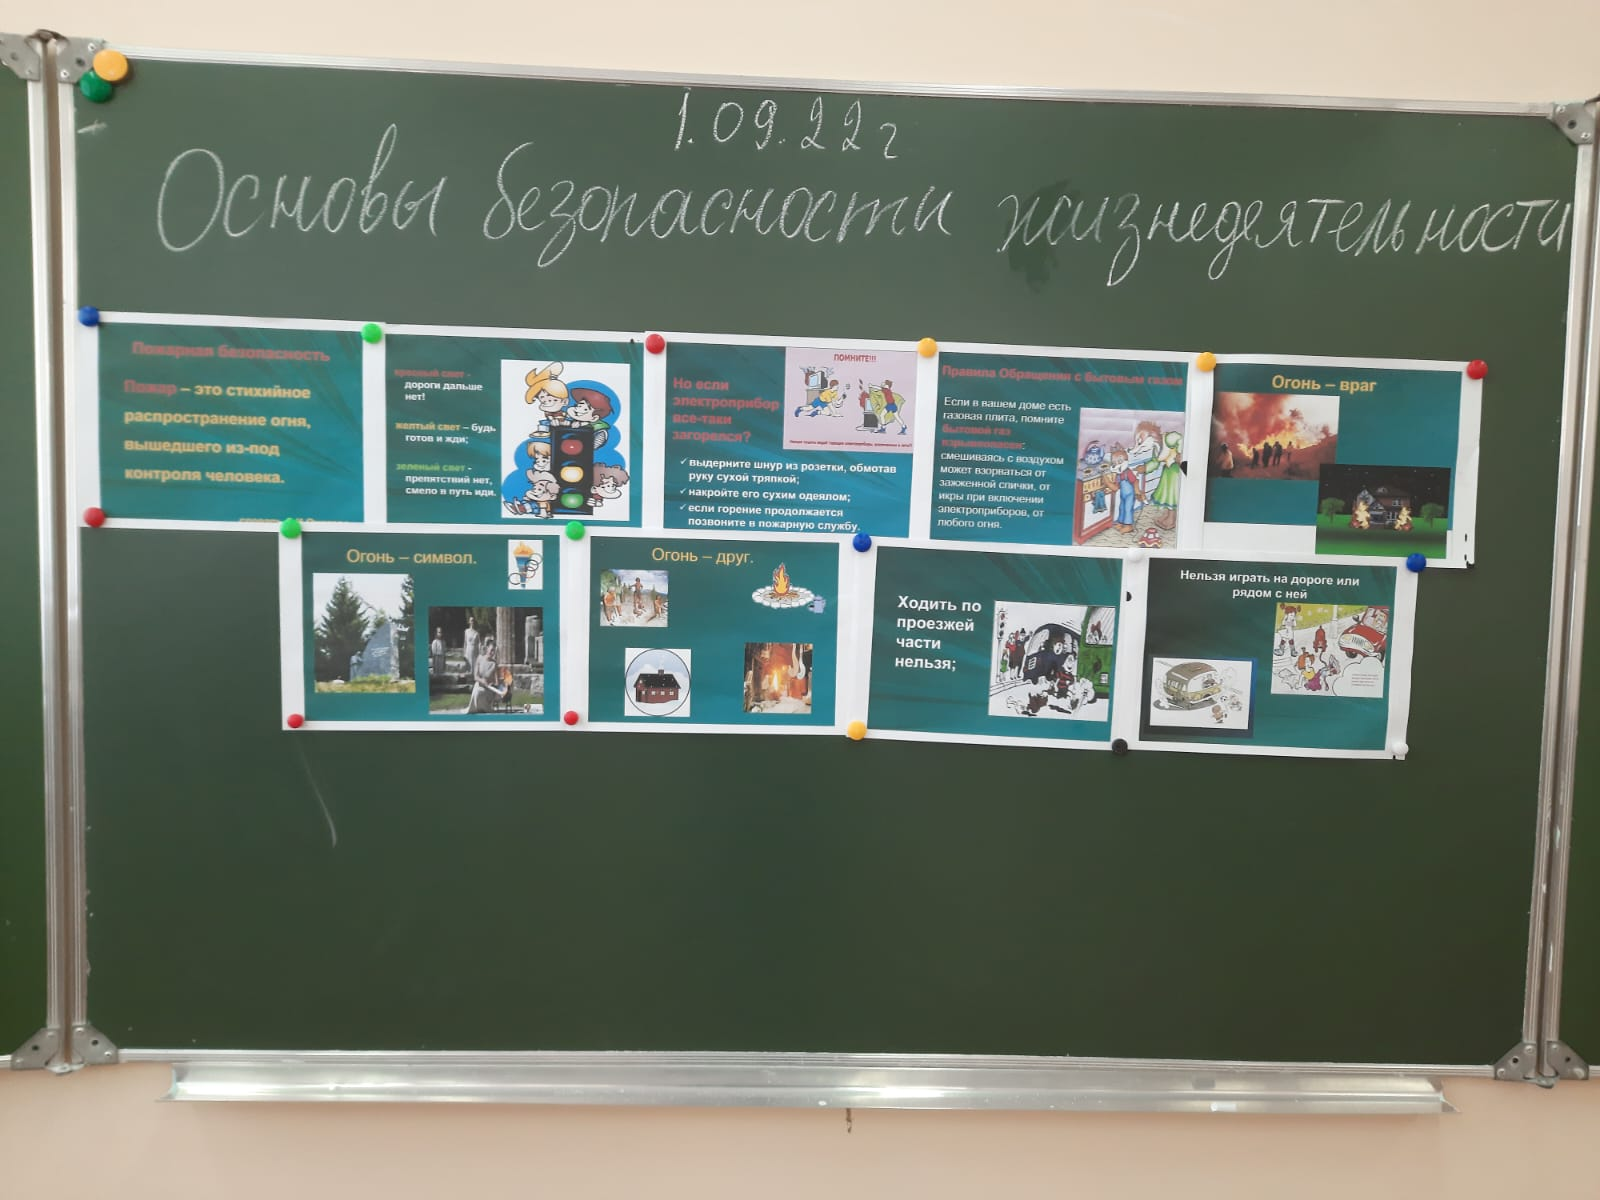 1.09.22г
Основы безопасности жизнедеятельности
Пожарная безопасность
Пожар – это стихийное
распространение огня,
вышедшего из-под
контроля человека.
красный свет -
дороги дальше
нет!
желтый свет – будь
готов и жди;
зеленый свет -
препятствий нет,
смело в путь иди.
ПОМНИТЕ!!!
Но если
электроприбор
все-таки
загорелся?
✓выдерните шнур из розетки, обмотав
руку сухой тряпкой;
✓накройте его сухим одеялом;
✓если горение продолжается
позвоните в пожарную службу.
Правила Обращения с бытовым газом
Если в вашем доме есть
газовая плита, помните
бытовой газ
взрывоопасен;
смешиваясь с воздухом
может взорваться от
зажженной спички, от
икры при включении
электроприборов, от
любого огня.
Огонь – враг
Огонь – символ.
Огонь – друг.
Ходить по
проезжей
части
нельзя;
Нельзя играть на дороге или
рядом с ней